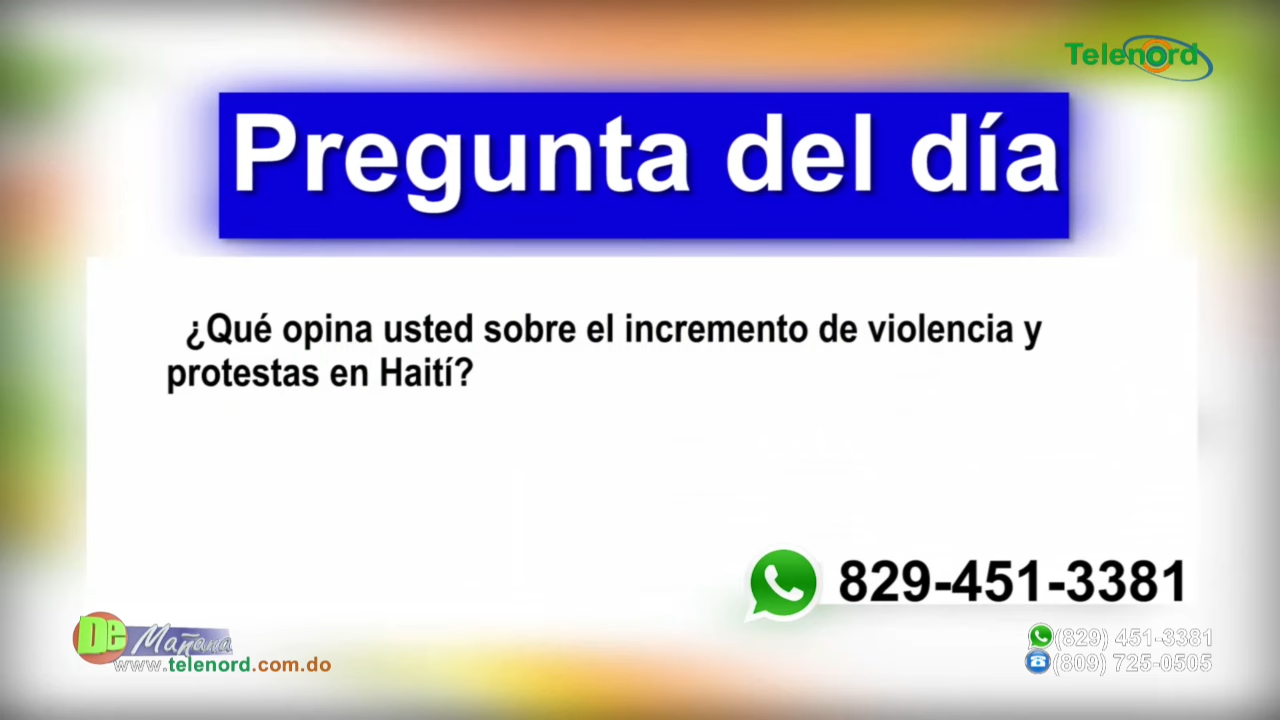 Telenord
Pregunta del día
¿Qué opina usted sobre el incremento de violencia y
protestas en Haití?
829-451-3381
De Mañana
www.telenord.com.do
(829) 451-3381
(809) 725-0505